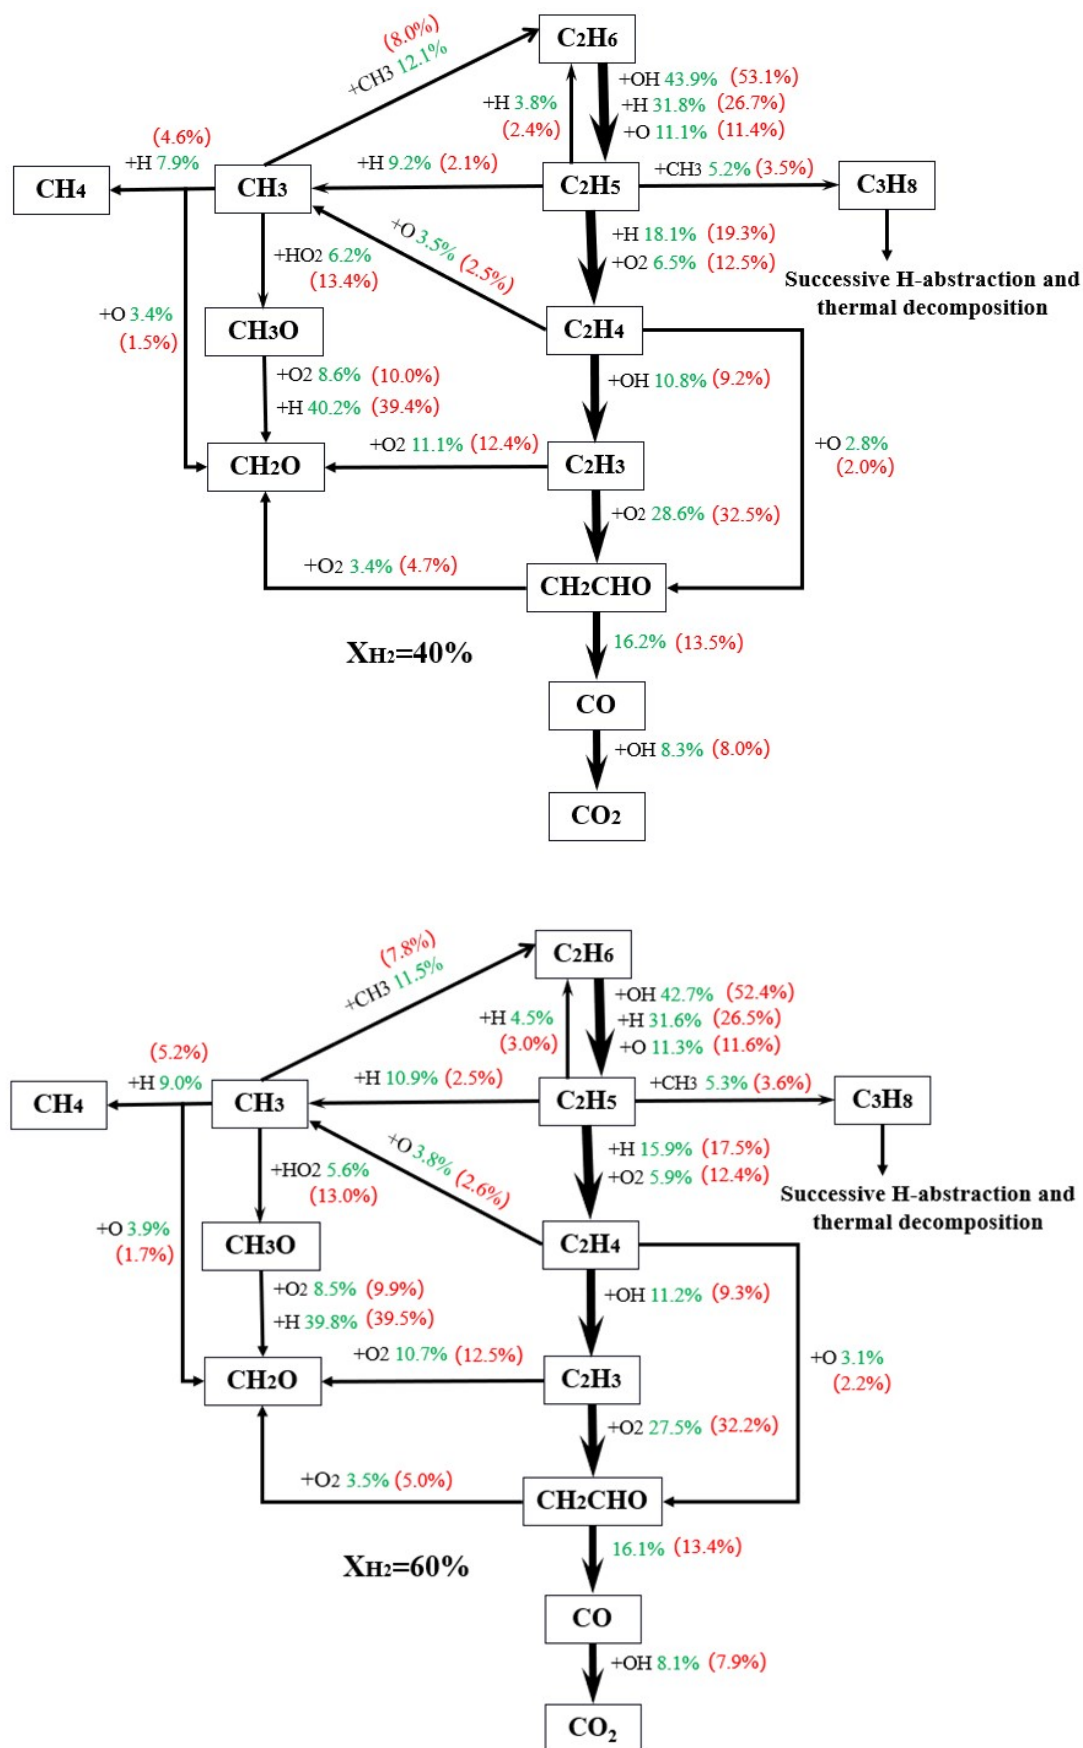 (8.0%)
+CH3 12.1%
C2H6
+OH 43.9% (53.1%)
+H 31.8% (26.7%)
+O 11.1% (11.4%)
+H 3.8%
(2.4%)
(4.6%)
+H 7.9%
+H 9.2% (2.1%)
+CH3 5.2% (3.5%)
CH4
CH3
C2H5
C3H8
+O 3.5% (2.5%)
+H 18.1% (19.3%)
+O2 6.5% (12.5%)
+HO2 6.2%
(13.4%)
Successive H-abstraction and
thermal decomposition
+O 3.4%
(1.5%)
CH3O
C2H4
+O2 8.6% (10.0%)
+H 40.2% (39.4%)
+OH 10.8% (9.2%)
+O2 11.1% (12.4%)
+O 2.8%
(2.0%)
CH2O
C2H3
+O2 28.6% (32.5%)
+O2 3.4% (4.7%)
CH2CHO
16.2% (13.5%)
XH2=40%
CO
+OH 8.3% (8.0%)
CO2
(7.8%)
+CH3 11.5%
C2H6
+OH 42.7% (52.4%)
+H 31.6% (26.5%)
+O 11.3% (11.6%)
+H 4.5%
(3.0%)
(5.2%)
+H 9.0%
+H 10.9% (2.5%)
+CH3 5.3% (3.6%)
CH4
CH3
C2H5
C3H8
+O 3.8% (2.6%)
+H 15.9% (17.5%)
+O2 5.9% (12.4%)
+HO2 5.6%
(13.0%)
Successive H-abstraction and
thermal decomposition
+O 3.9%
(1.7%)
CH3O
C2H4
+O2 8.5% (9.9%)
+H 39.8% (39.5%)
+OH 11.2% (9.3%)
+O2 10.7% (12.5%)
+O 3.1%
(2.2%)
CH2O
C2H3
+O2 27.5% (32.2%)
+O2 3.5% (5.0%)
CH2CHO
16.1% (13.4%)
XH2=60%
CO
+OH 8.1% (7.9%)
CO2